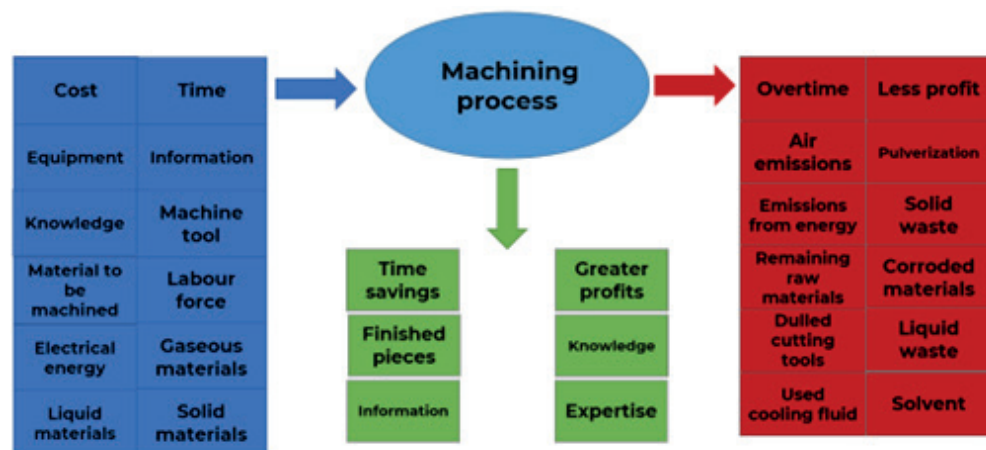 Machining
process
Cost
Time
Equipment
Information
Knowledge
Machine
tool
Material to
be
machined
Labour
force
Electrical
energy
Gaseous
materials
Liquid
materials
Solid
materials
Time
savings
Greater
profits
Finished
pieces
Knowledge
Information
Expertise
Overtime
Less profit
Air
emissions
Pulverization
Emissions
from energy
Solid
waste
Remaining
raw
materials
Corroded
materials
Dulled
cutting
tools
Liquid
waste
Used
cooling fluid
Solvent